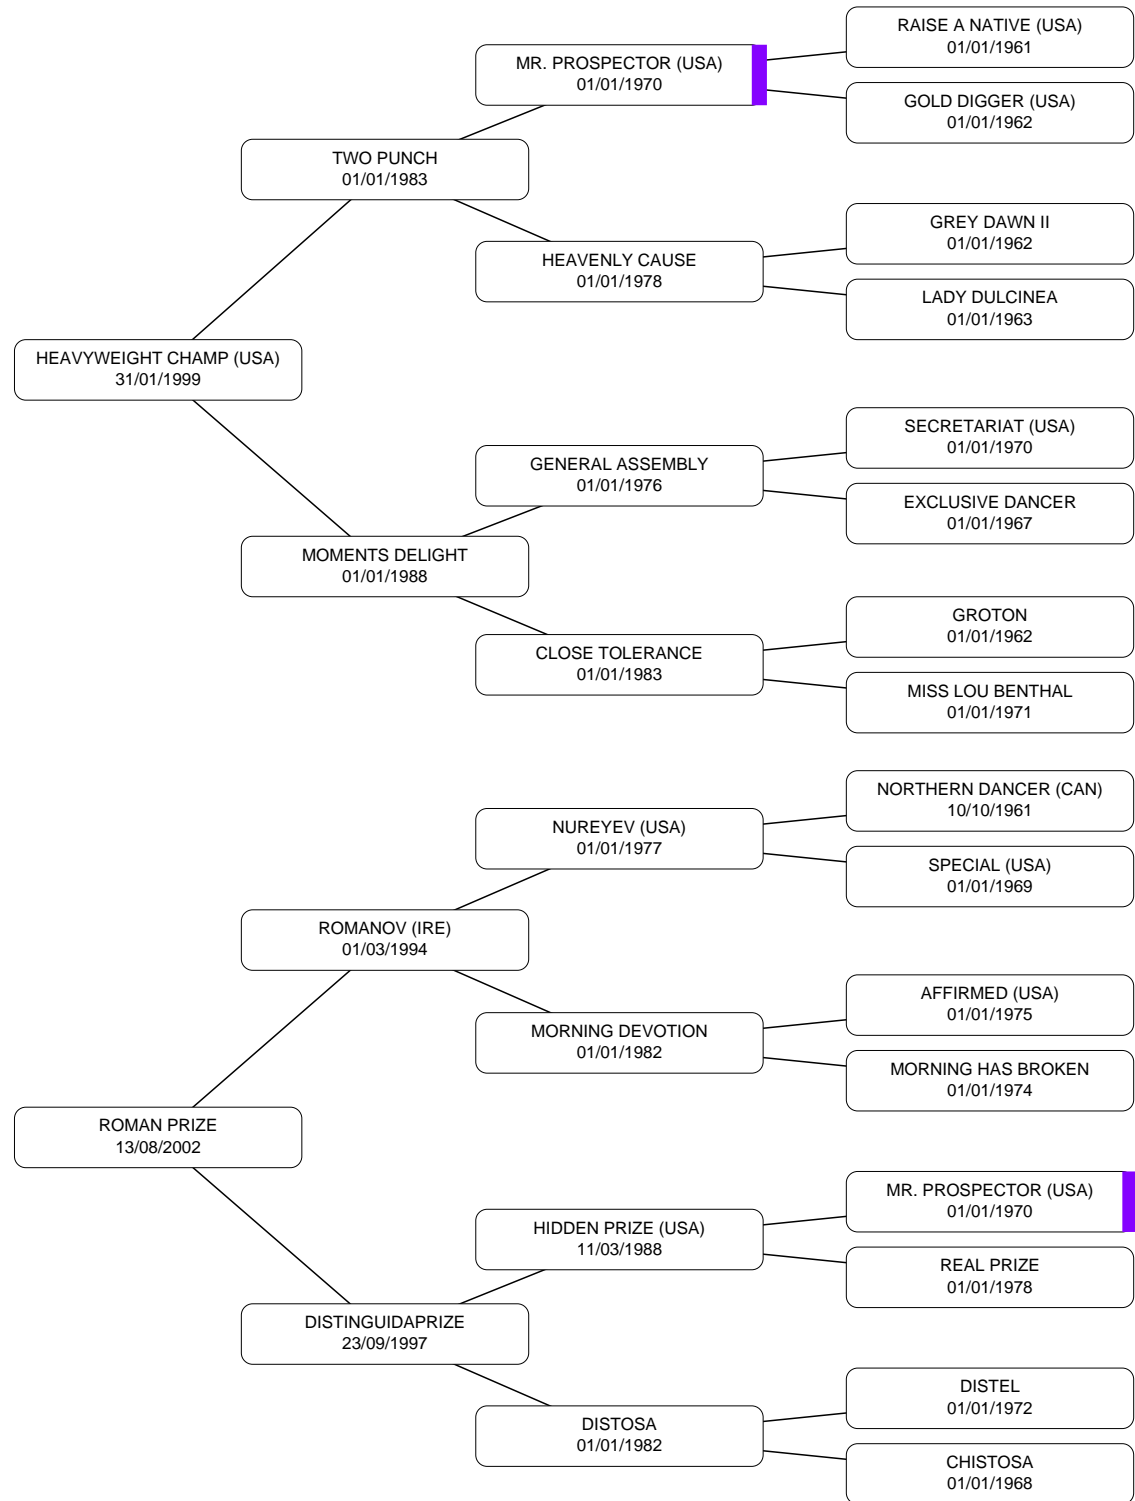 RAISE A NATIVE (USA)
01/01/1961
MR. PROSPECTOR (USA)
01/01/1970
GOLD DIGGER (USA)
01/01/1962
TWO PUNCH
01/01/1983
GREY DAWN II
01/01/1962
HEAVENLY CAUSE
01/01/1978
LADY DULCINEA
01/01/1963
HEAVYWEIGHT CHAMP (USA)
31/01/1999
SECRETARIAT (USA)
01/01/1970
GENERAL ASSEMBLY
01/01/1976
EXCLUSIVE DANCER
01/01/1967
MOMENTS DELIGHT
01/01/1988
GROTON
01/01/1962
CLOSE TOLERANCE
01/01/1983
MISS LOU BENTHAL
01/01/1971
NORTHERN DANCER (CAN)
10/10/1961
NUREYEV (USA)
01/01/1977
SPECIAL (USA)
01/01/1969
ROMANOV (IRE)
01/03/1994
AFFIRMED (USA)
01/01/1975
MORNING DEVOTION
01/01/1982
MORNING HAS BROKEN
01/01/1974
ROMAN PRIZE
13/08/2002
MR. PROSPECTOR (USA)
01/01/1970
HIDDEN PRIZE (USA)
11/03/1988
REAL PRIZE
01/01/1978
DISTINGUIDAPRIZE
23/09/1997
DISTEL
01/01/1972
DISTOSA
01/01/1982
CHISTOSA
01/01/1968